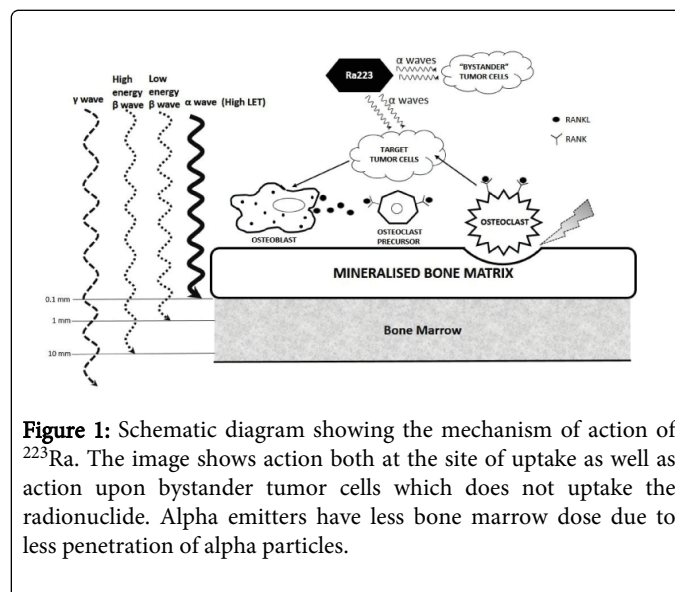 α waves
Ra223
"BYSTANDER"
TUMOR CELLS
High
energy
β wave
Low
energy
β wave
γ wave
α wave (High LET)
α waves
RANKL
RANK
TARGET
TUMOR CELLS
OSTEOBLAST
OSTEOCLAST
PRECURSOR
OSTEOCLAST
MINERALISED BONE MATRIX
0.1 mm
1 mm
Bone Marrow
10 mm
Figure 1: Schematic diagram showing the mechanism of action of
²²³Ra. The image shows action both at the site of uptake as well as
action upon bystander tumor cells which does not uptake the
radionuclide. Alpha emitters have less bone marrow dose due to
less penetration of alpha particles.